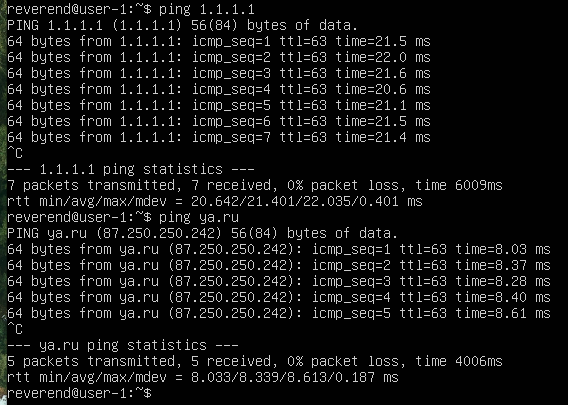 reverend@user-1:~$ ping 1.1.1.1
PING 1.1.1.1 (1.1.1.1) 56(84) bytes of data.
64 bytes from 1.1.1.1: icmp_seq=1 ttl=63 time=21.5 ms
64 bytes from 1.1.1.1: icmp_seq=2 ttl=63 time=22.0 ms
64 bytes from 1.1.1.1: icmp_seq=3 ttl=63 time=21.6 ms
64 bytes from 1.1.1.1: icmp_seq=4 ttl=63 time=20.6 ms
64 bytes from 1.1.1.1: icmp_seq=5 ttl=63 time=21.1 ms
64 bytes from 1.1.1.1: icmp_seq=6 ttl=63 time=21.5 ms
64 bytes from 1.1.1.1: icmp_seq=7 ttl=63 time=21.4 ms
^C
--- 1.1.1.1 ping statistics ---
7 packets transmitted, 7 received, 0% packet loss, time 6009ms
rtt min/avg/max/mdev = 20.642/21.401/22.035/0.401 ms
reverend@user-1:~$ ping ya.ru
PING ya.ru (87.250.250.242) 56(84) bytes of data.
64 bytes from ya.ru (87.250.250.242): icmp_seq=1 ttl=63 time=8.03 ms
64 bytes from ya.ru (87.250.250.242): icmp_seq=2 ttl=63 time=8.37 ms
64 bytes from ya.ru (87.250.250.242): icmp_seq=3 ttl=63 time=8.28 ms
64 bytes from ya.ru (87.250.250.242): icmp_seq=4 ttl=63 time=8.40 ms
64 bytes from ya.ru (87.250.250.242): icmp_seq=5 ttl=63 time=8.61 ms
^C
--- ya.ru ping statistics ---
5 packets transmitted, 5 received, 0% packet loss, time 4006ms
rtt min/avg/max/mdev = 8.033/8.339/8.613/0.187 ms
reverend@user-1:~$